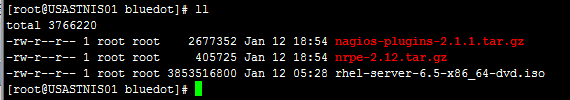 [root@USASTNIS01 bluedot]# ll
total 3766220
-rw-r--r-- 1 root root    2677352 Jan 12 18:54 nagios-plugins-2.1.1.tar.gz
-rw-r--r-- 1 root root     405725 Jan 12 18:54 nrpe-2.12.tar.gz
-rw-r--r-- 1 root root 3853516800 Jan 12 05:28 rhel-server-6.5-x86_64-dvd.iso
[root@USASTNIS01 bluedot]#